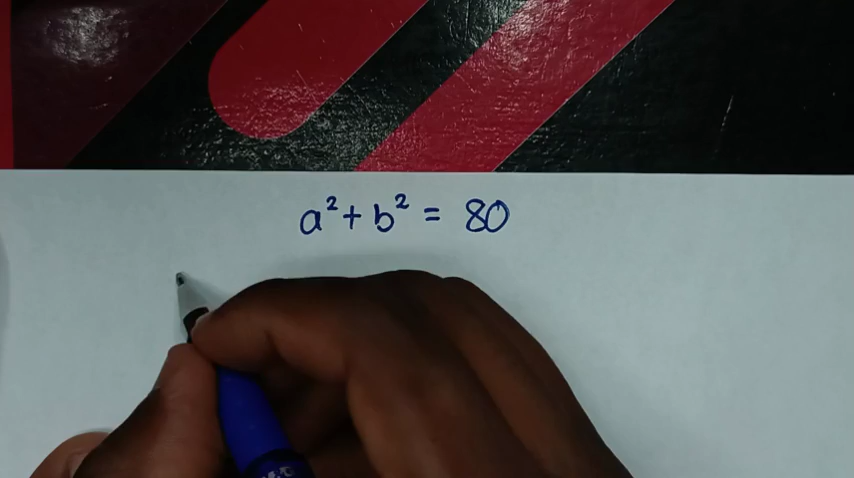 a² + b² = 80